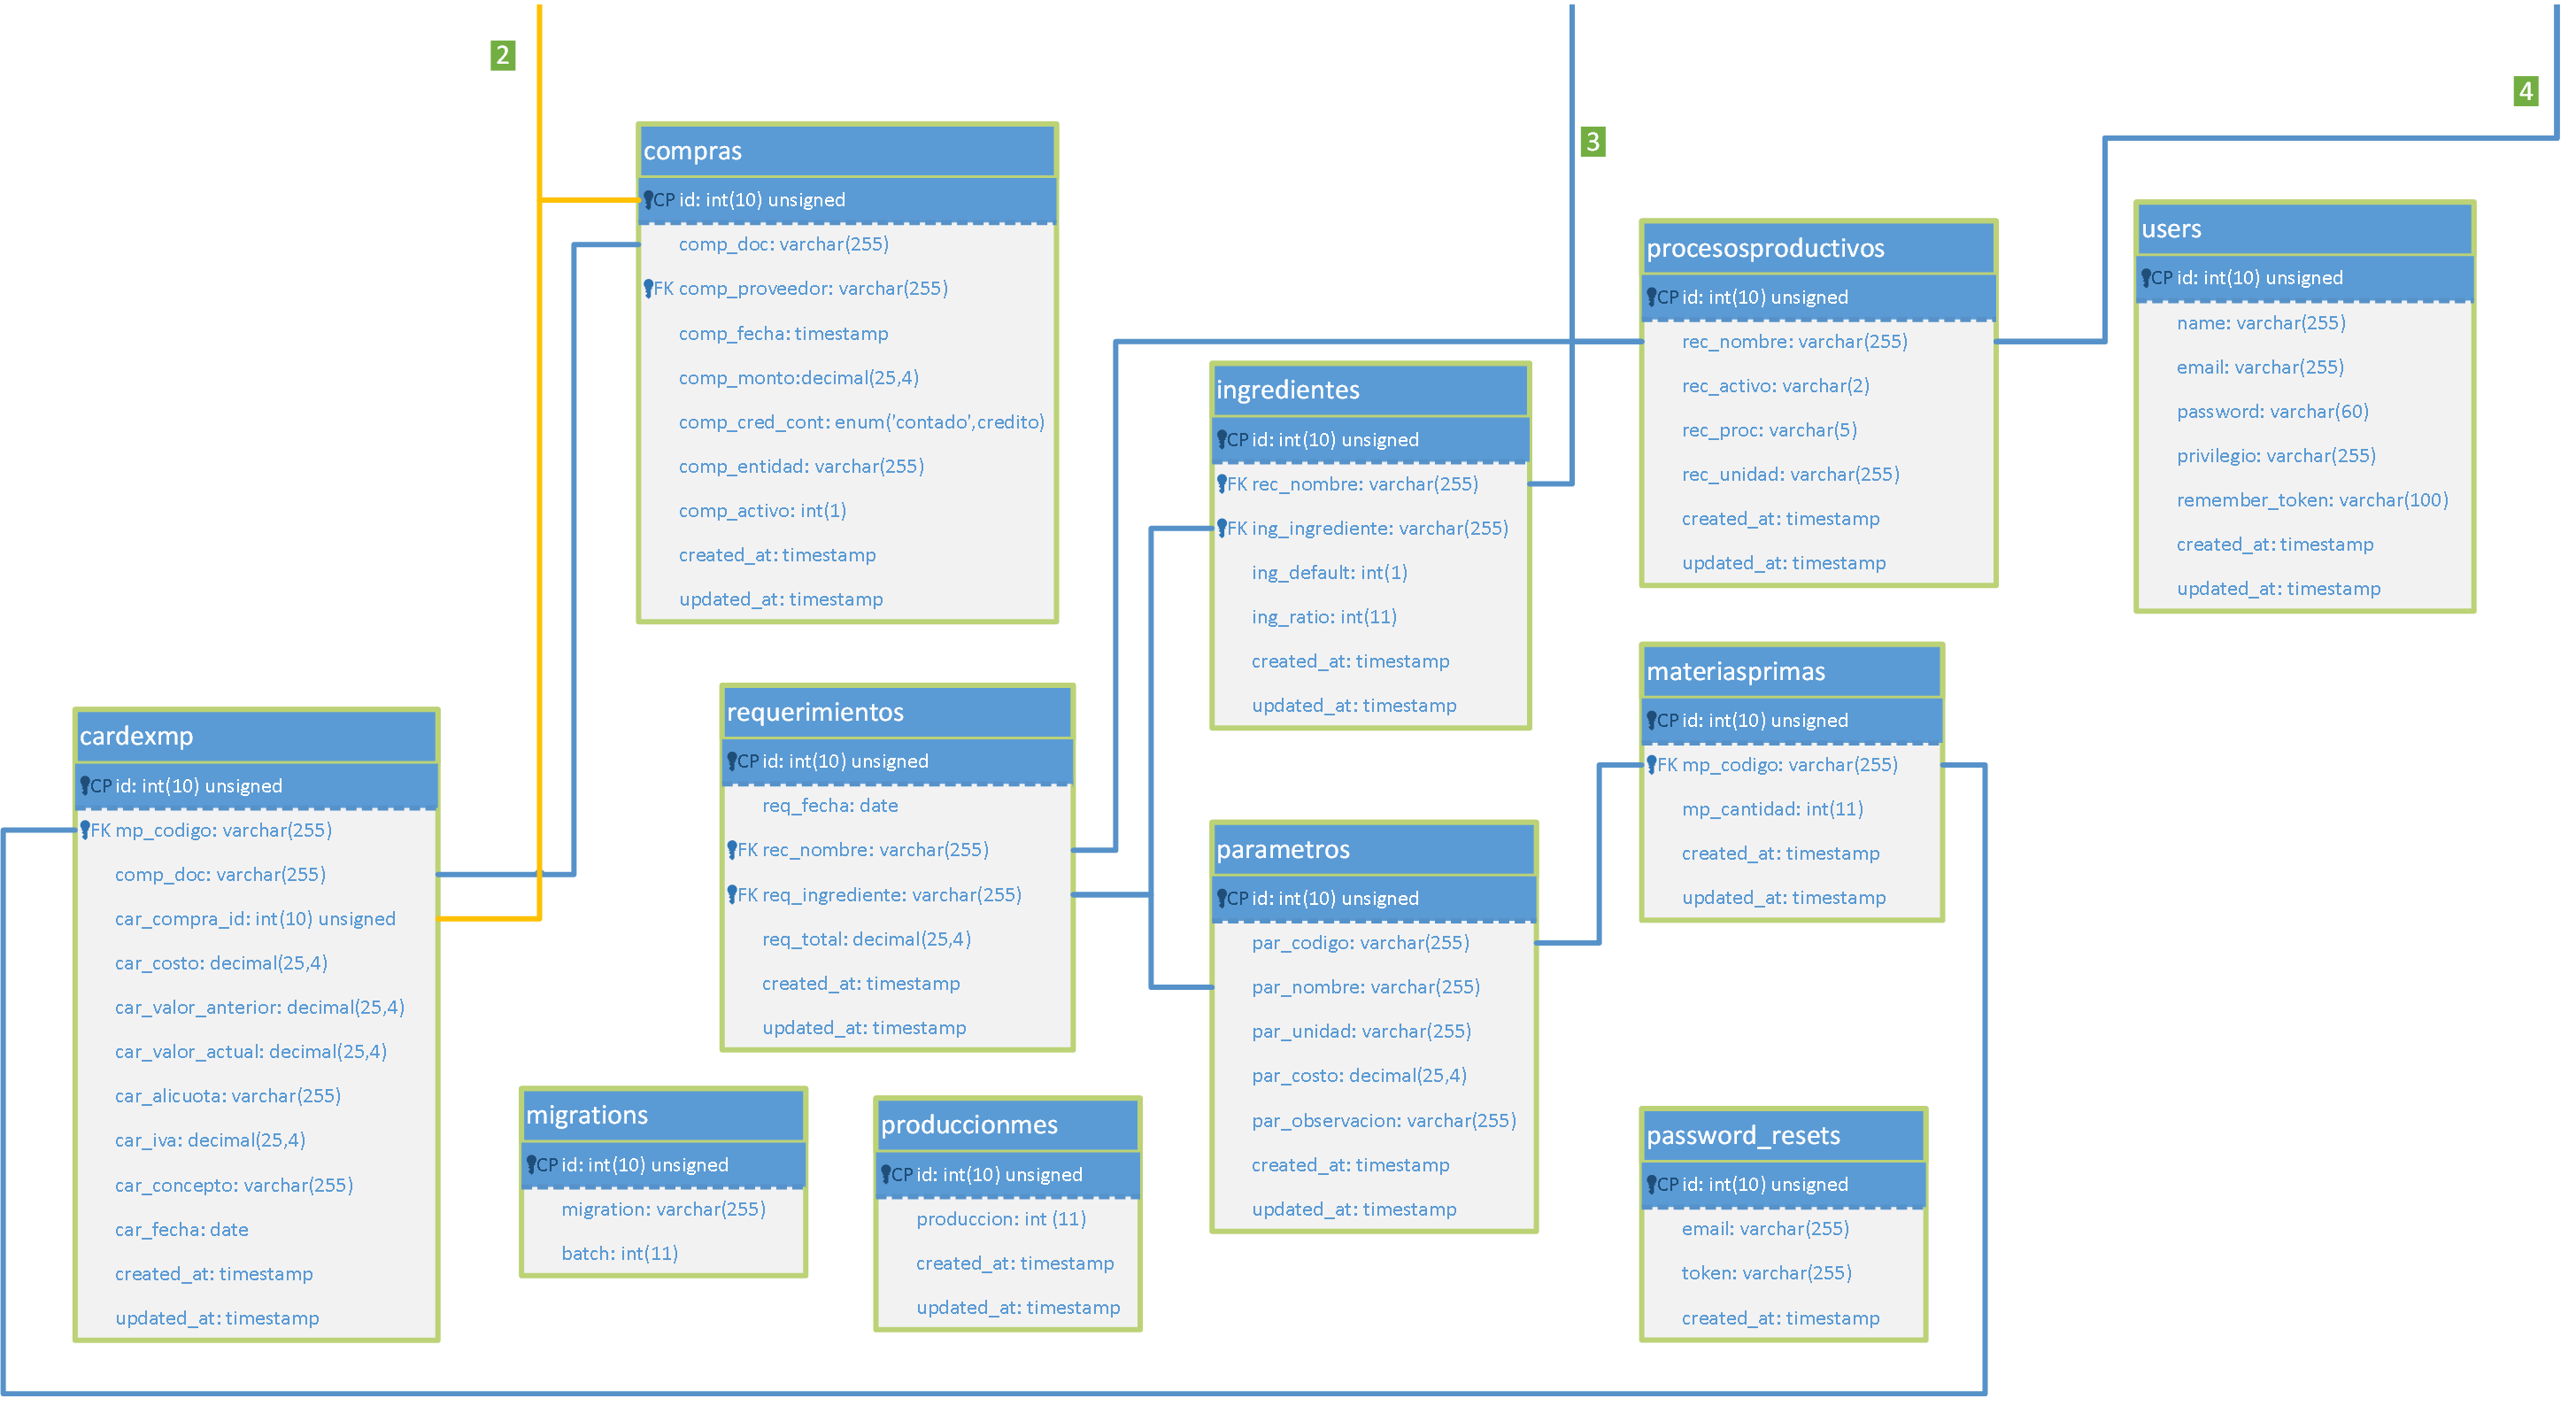 2
3
4
compras
CP id: int(10) unsigned
comp_doc: varchar(255)
FK comp_proveedor: varchar(255)
comp_fecha: timestamp
comp_monto:decimal(25,4)
comp_cred_cont: enum('contado',credito)
comp_entidad: varchar(255)
comp_activo: int(1)
created_at: timestamp
updated_at: timestamp
procesosproductivos
CP id: int(10) unsigned
rec_nombre: varchar(255)
rec_activo: varchar(2)
rec_proc: varchar(5)
rec_unidad: varchar(255)
created_at: timestamp
updated_at: timestamp
users
CP id: int(10) unsigned
name: varchar(255)
email: varchar(255)
password: varchar(60)
privilegio: varchar(255)
remember_token: varchar(100)
created_at: timestamp
updated_at: timestamp
ingredientes
CP id: int(10) unsigned
FK rec_nombre: varchar(255)
FK ing_ingrediente: varchar(255)
ing_default: int(1)
ing_ratio: int(11)
created_at: timestamp
updated_at: timestamp
cardexmp
CP id: int(10) unsigned
FK mp_codigo: varchar(255)
comp_doc: varchar(255)
car_compra_id: int(10) unsigned
car_costo: decimal(25,4)
car_valor_anterior: decimal(25,4)
car_valor_actual: decimal(25,4)
car_alicuota: varchar(255)
car_iva: decimal(25,4)
car_concepto: varchar(255)
car_fecha: date
created_at: timestamp
updated_at: timestamp
requerimientos
CP id: int(10) unsigned
req_fecha: date
FK rec_nombre: varchar(255)
FK req_ingrediente: varchar(255)
req_total: decimal(25,4)
created_at: timestamp
updated_at: timestamp
materiasprimas
CP id: int(10) unsigned
FK mp_codigo: varchar(255)
mp_cantidad: int(11)
created_at: timestamp
updated_at: timestamp
parametros
CP id: int(10) unsigned
par_codigo: varchar(255)
par_nombre: varchar(255)
par_unidad: varchar(255)
par_costo: decimal(25,4)
par_observacion: varchar(255)
created_at: timestamp
updated_at: timestamp
migrations
CP id: int(10) unsigned
migration: varchar(255)
batch: int(11)
produccionmes
CP id: int(10) unsigned
produccion: int (11)
created_at: timestamp
updated_at: timestamp
password_resets
CP id: int(10) unsigned
email: varchar(255)
token: varchar(255)
created_at: timestamp